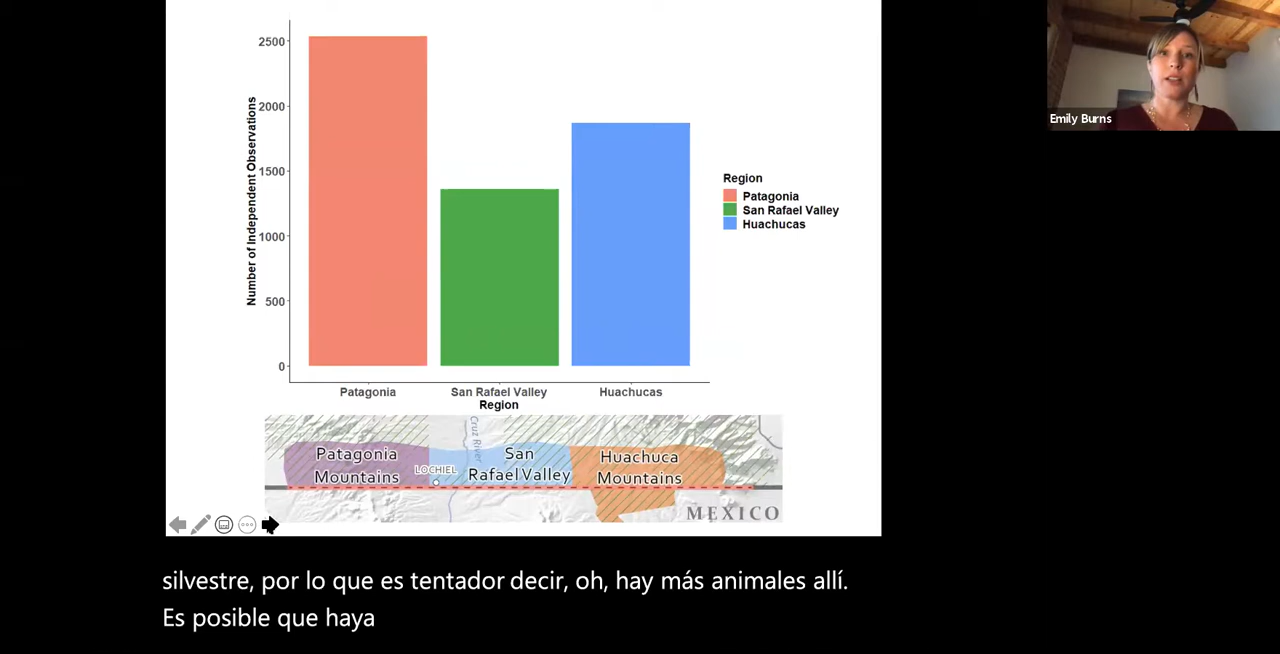 2500
2000
1500
1000
500
0
Number of Independent Observations
Patagonia
San Rafael Valley
Huachucas
Region
Region
Patagonia
San Rafael Valley
Huachucas
Emily Burns
Patagonia
Mountains
LOCHIEL
Cruz River
San
Rafael Valley
Huachuca
Mountains
MEXICO
silvestre, por lo que es tentador decir, oh, hay más animales allí.
Es posible que haya